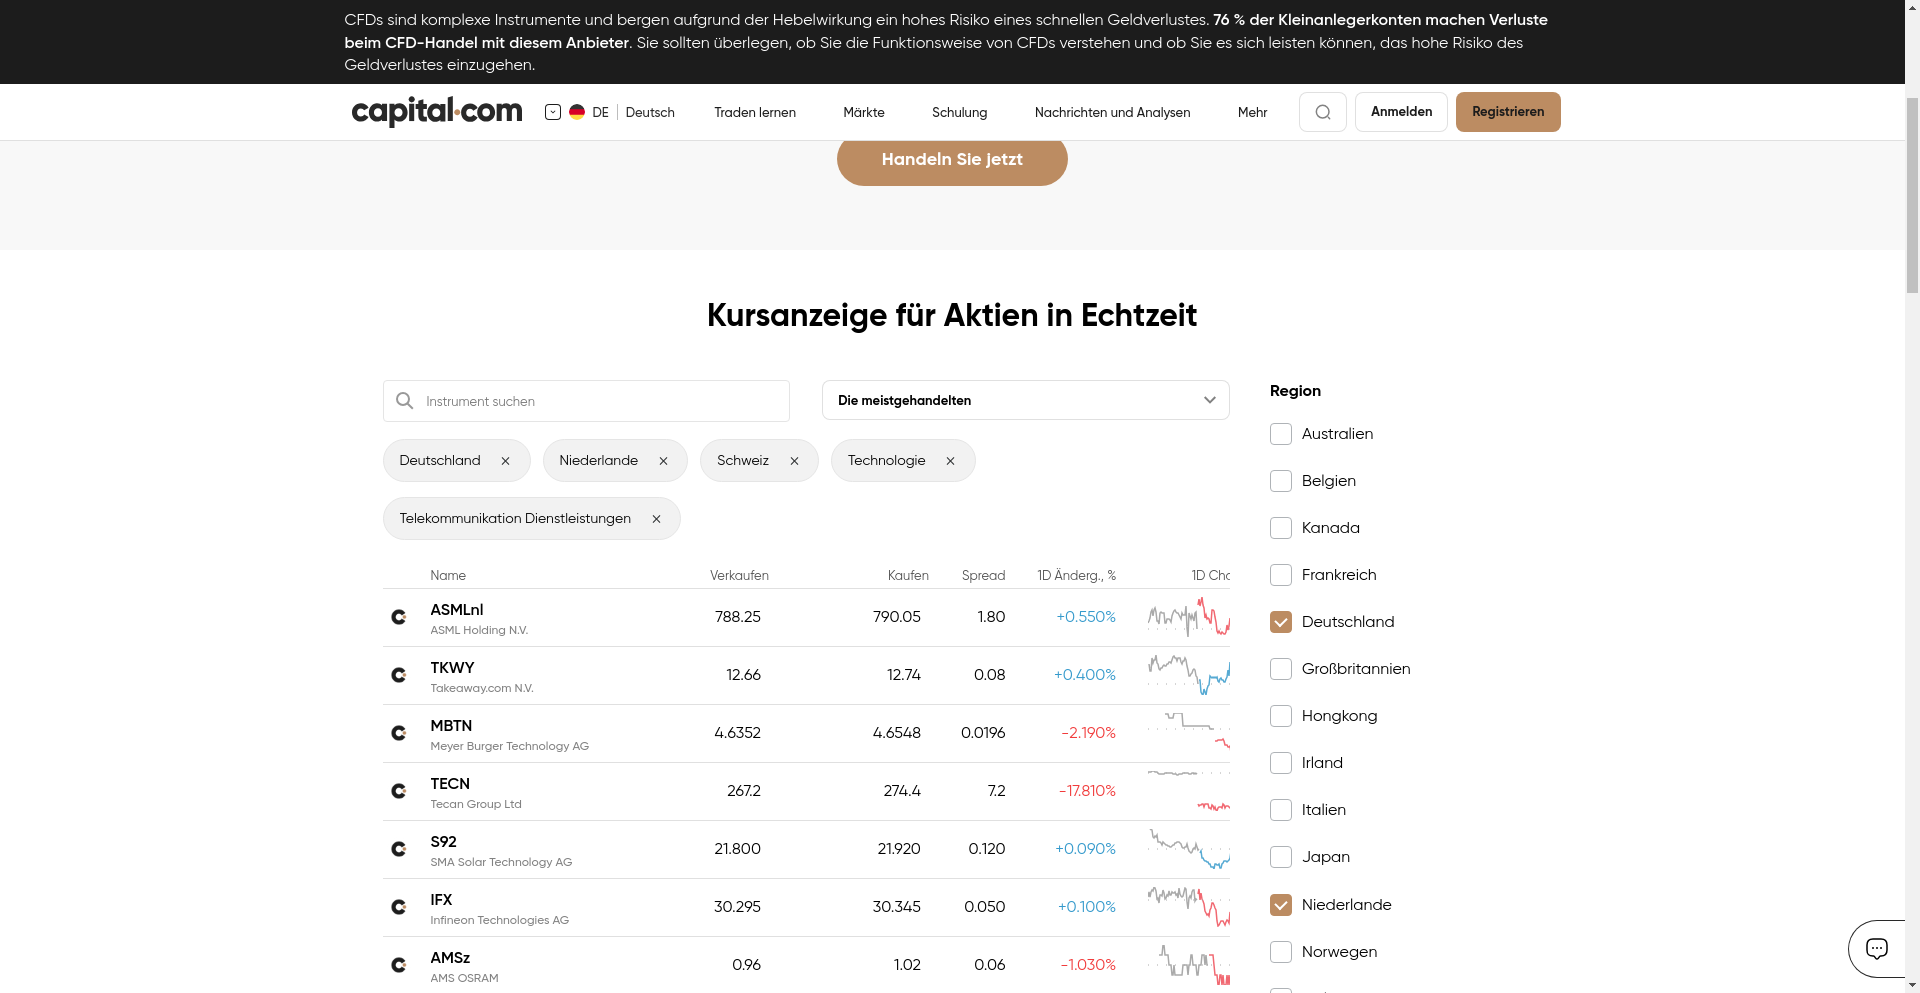 CFDs sind komplexe Instrumente und bergen aufgrund der Hebelwirkung ein hohes Risiko eines schnellen Geldverlustes. 76 % der Kleinanlegerkonten machen Verluste
beim CFD-Handel mit diesem Anbieter. Sie sollten überlegen, ob Sie die Funktionsweise von CFDs verstehen und ob Sie es sich leisten können, das hohe Risiko des
Geldverlustes einzugehen.
capital.com DE Deutsch Traden lernen Märkte Schulung Nachrichten und Analysen Mehr Anmelden Registrieren
Handeln Sie jetzt
Kursanzeige für Aktien in Echtzeit
Instrument suchen
Die meistgehandelten
Deutschland Niederlande Schweiz Technologie
Telekommunikation Dienstleistungen
Name Verkaufen Kaufen Spread 1D Änderg., % 1D
ASMLnl 788.25 790.05 1.80 +0.550%
ASML Holding N.V.
TKWY 12.66 12.74 0.08 +0.400%
Takeaway.com N.V.
MBTN 4.6352 4.6548 0.0196 -2.190%
Meyer Burger Technology AG
TECN 267.2 274.4 7.2 -17.810%
Tecan Group Ltd
S92 21.800 21.920 0.120 +0.090%
SMA Solar Technology AG
IFX 30.295 30.345 0.050 +0.100%
Infineon Technologies AG
AMSz 0.96 1.02 0.06 -1.030%
AMS OSRAM
Region
Australien
Belgien
Kanada
Frankreich
Deutschland
Großbritannien
Hongkong
Irland
Italien
Japan
Niederlande
Norwegen